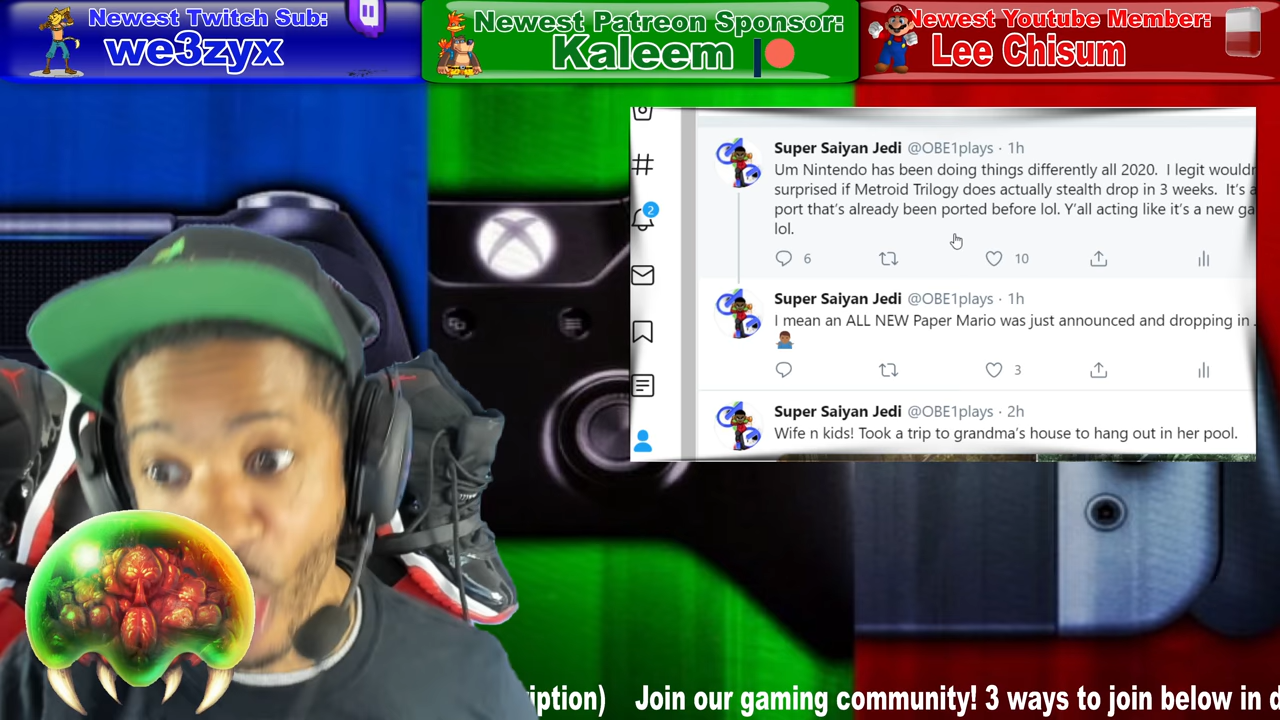 Newest Twitch Sub:
we3zyx
Newest Patreon Sponsor:
Kaleem
Newest Youtube Member:
Lee Chisum
2
Super Saiyan Jedi @OBE1plays · 1h
Um Nintendo has been doing things differently all 2020. I legit
surprised if Metroid Trilogy does actually stealth drop in 3 weeks. It's a
port that's already been ported before lol. Y'all acting like it's a new
lol.
6 10
Super Saiyan Jedi @OBE1plays · 1h
I mean an ALL NEW Paper Mario was just announced and dropping in
3
Super Saiyan Jedi @OBE1plays · 2h
Wife n kids! Took a trip to grandma's house to hang out in her pool.
iption) Join our gaming community! 3 ways to join below in d